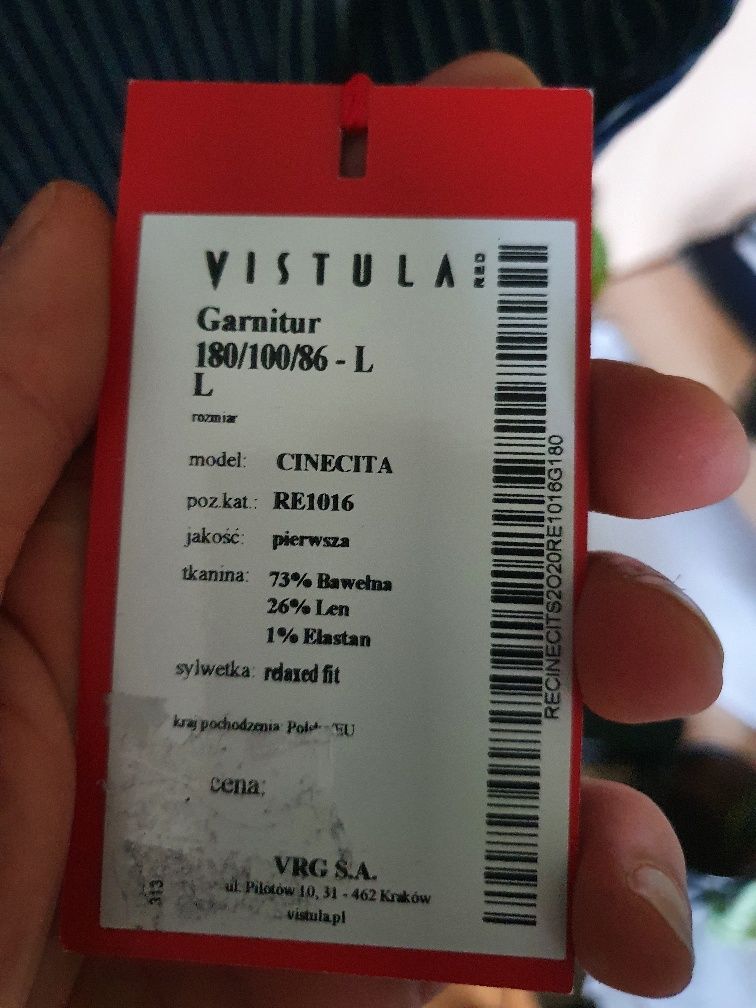 VISTULA RED
Garnitur
180/100/86 - L
L
rozmiar
model: CINECITA
poz.kat.: RE1016
jakość: pierwsza
tkanina: 73% Bawełna
26% Len
1% Elastan
sylwetka: relaxed fit
kraj pochodzenia: Polska/EU
cena:
VRG S.A.
ul. Pilotów 10, 31 - 462 Kraków
vistula.pl
313
RECINECITS2O20RE1016G180